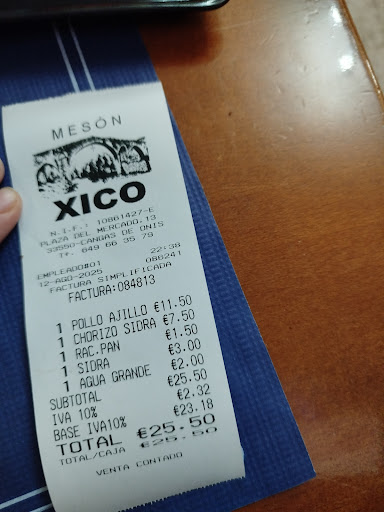 MESÓN
XICO
N.I.F.: 10861427-E
PLAZA DEL MERCADO,13
33550-CANGAS DE ONIS
Tf. 649 66 35 79
EMPLEADO#01 22:38
12-AGO-2025 086241
FACTURA SIMPLIFICADA
FACTURA:084813
1 POLLO AJILLO €11.50
1 CHORIZO SIDRA €7.50
1 RAC.PAN €1.50
1 SIDRA €3.00
1 AGUA GRANDE €2.00
SUBTOTAL €25.50
IVA 10% €2.32
BASE IVA10% €23.18
TOTAL €25.50
TOTAL/CAJA €25.50
VENTA CONTADO